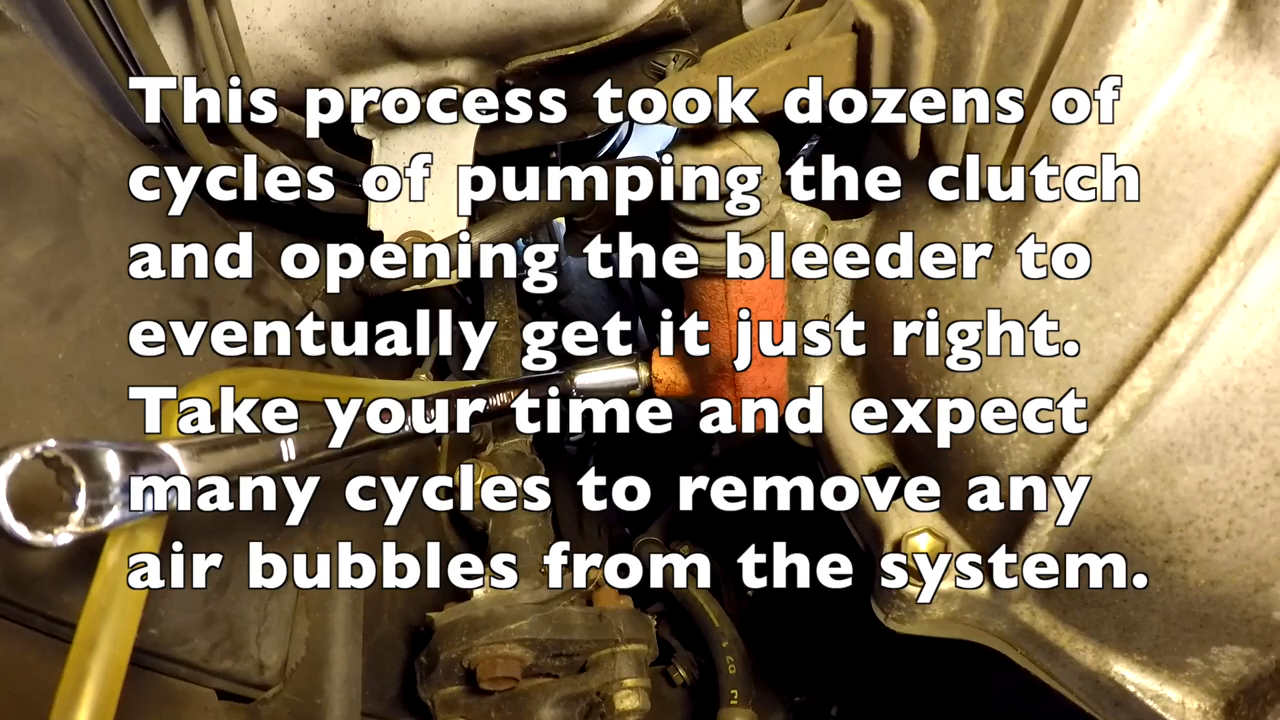 This process took dozens of
cycles of pumping the clutch
and opening the bleeder to
eventually get it just right.
Take your time and expect
many cycles to remove any
air bubbles from the system.